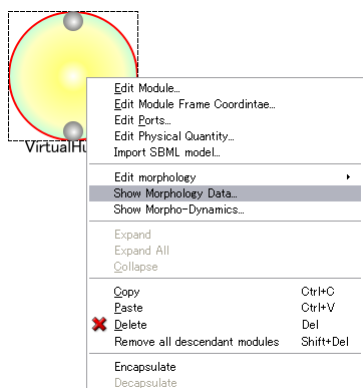 Edit Module...
Edit Module Frame Coordintae...
Edit Ports...
Edit Physical Quantity...
VirtualHu
Import SBML model...
Edit morphology
Show Morphology Data...
Show Morpho-Dynamics...
Expand
Expand All
Collapse
Copy Ctrl+C
Paste Ctrl+V
Delete Del
Remove all descendant modules Shift+Del
Encapsulate
Decapsulate